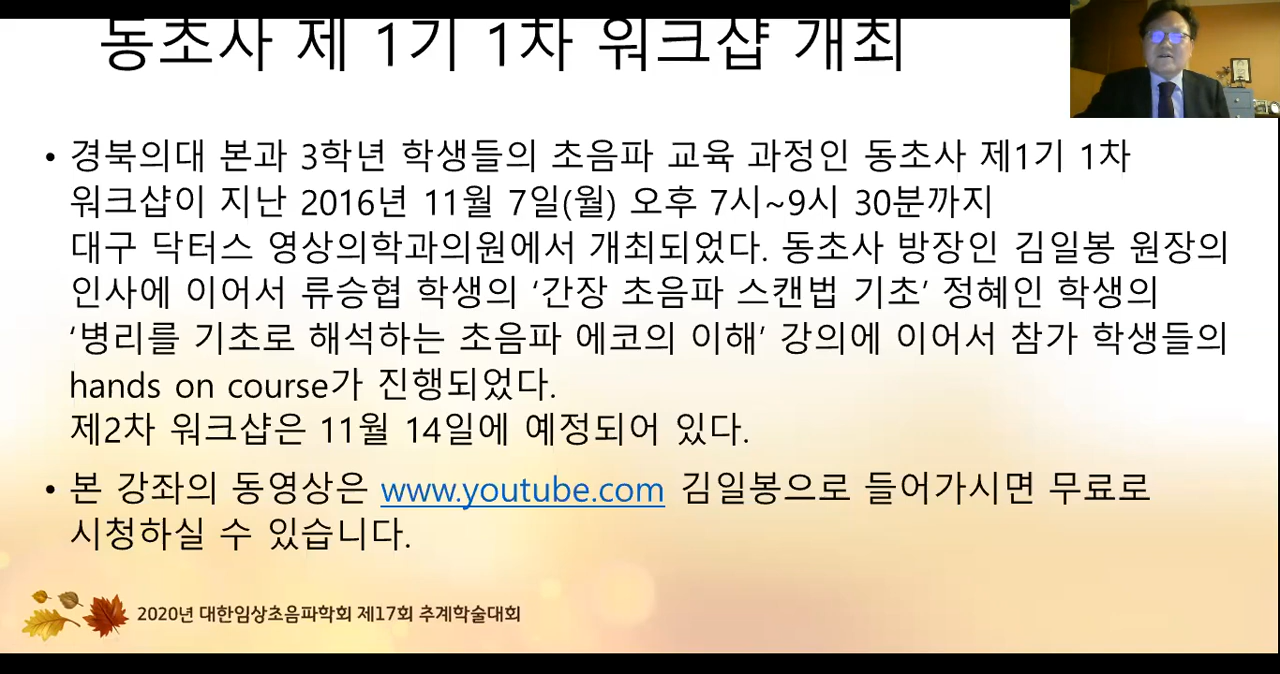 동초사 제 1기 1차 워크샵 개최
• 경북의대 본과 3학년 학생들의 초음파 교육 과정인 동초사 제1기 1차
워크샵이 지난 2016년 11월 7일(월) 오후 7시~9시 30분까지
대구 닥터스 영상의학과의원에서 개최되었다. 동초사 방장인 김일봉 원장의
인사에 이어서 류승협 학생의 ‘간장 초음파 스캔법 기초’ 정혜인 학생의
‘병리를 기초로 해석하는 초음파 에코의 이해’ 강의에 이어서 참가 학생들의
hands on course가 진행되었다.
제2차 워크샵은 11월 14일에 예정되어 있다.
• 본 강좌의 동영상은 www.youtube.com 김일봉으로 들어가시면 무료로
시청하실 수 있습니다.
2020년 대한임상초음파학회 제17회 추계학술대회